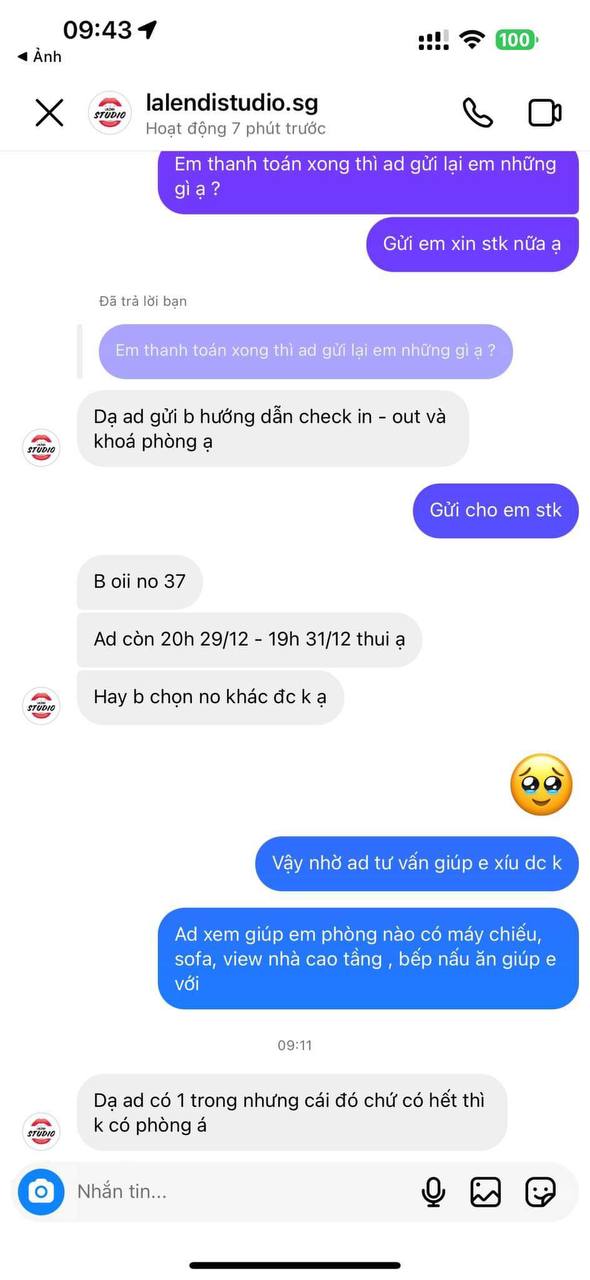 09:43
100
Ảnh
lalendistudio.sg
Hoạt động 7 phút trước
Em thanh toán xong thì ad gửi lại em những
gì ạ ?
Gửi em xin stk nữa ạ
Đã trả lời bạn
Em thanh toán xong thì ad gửi lại em những gì ạ ?
Dạ ad gửi b hướng dẫn check in - out và
khoá phòng ạ
STUDIO
Gửi cho em stk
B oii no 37
Ad còn 20h 29/12 - 19h 31/12 thui ạ
Hay b chọn no khác đc k ạ
STUDIO
Vậy nhờ ad tư vấn giúp e xíu dc k
Ad xem giúp em phòng nào có máy chiếu,
sofa, view nhà cao tầng , bếp nấu ăn giúp e
với
09:11
Dạ ad có 1 trong nhưng cái đó chứ có hết thì
k có phòng á
STUDIO
Nhắn tin...